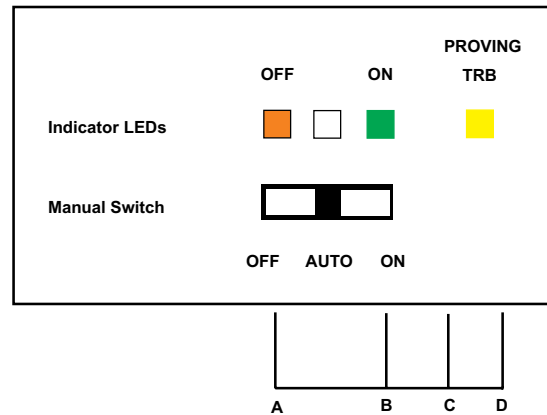 PROVING
OFF ON TRB
Indicator LEDs
Manual Switch
OFF AUTO ON
A B C D